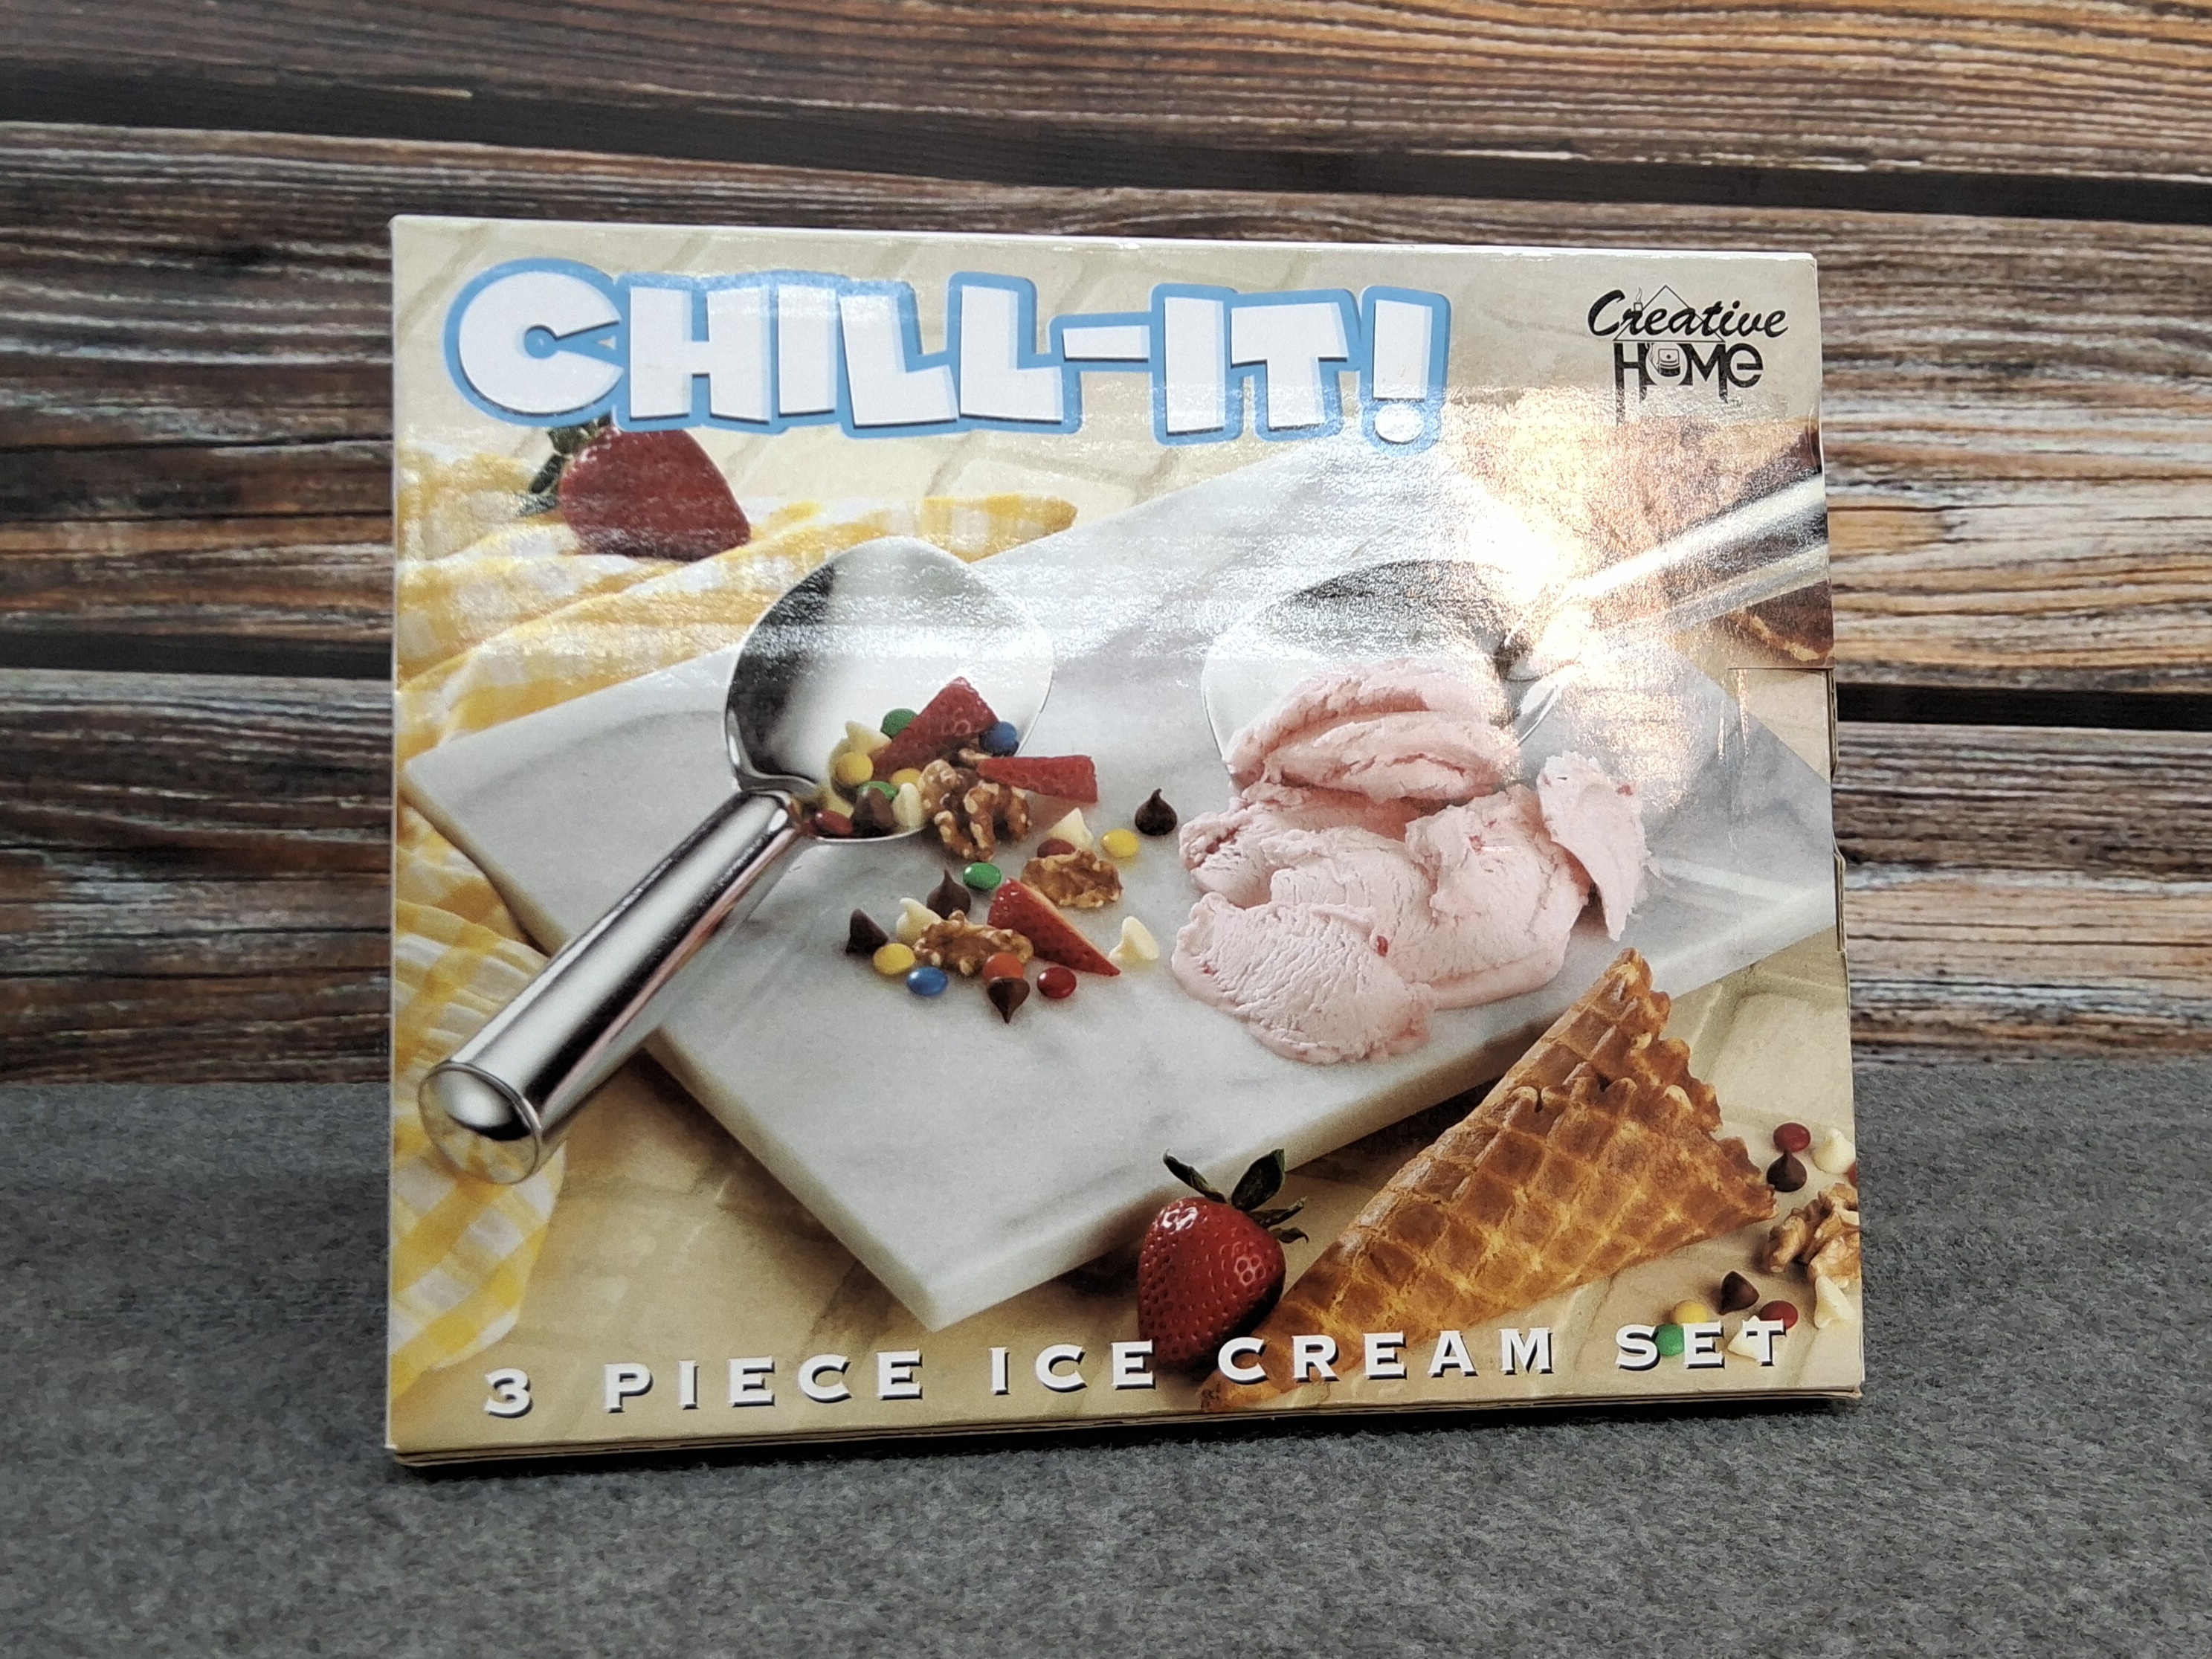 CHILL-IT!
Creative
HOME
3 PIECE ICE CREAM SET